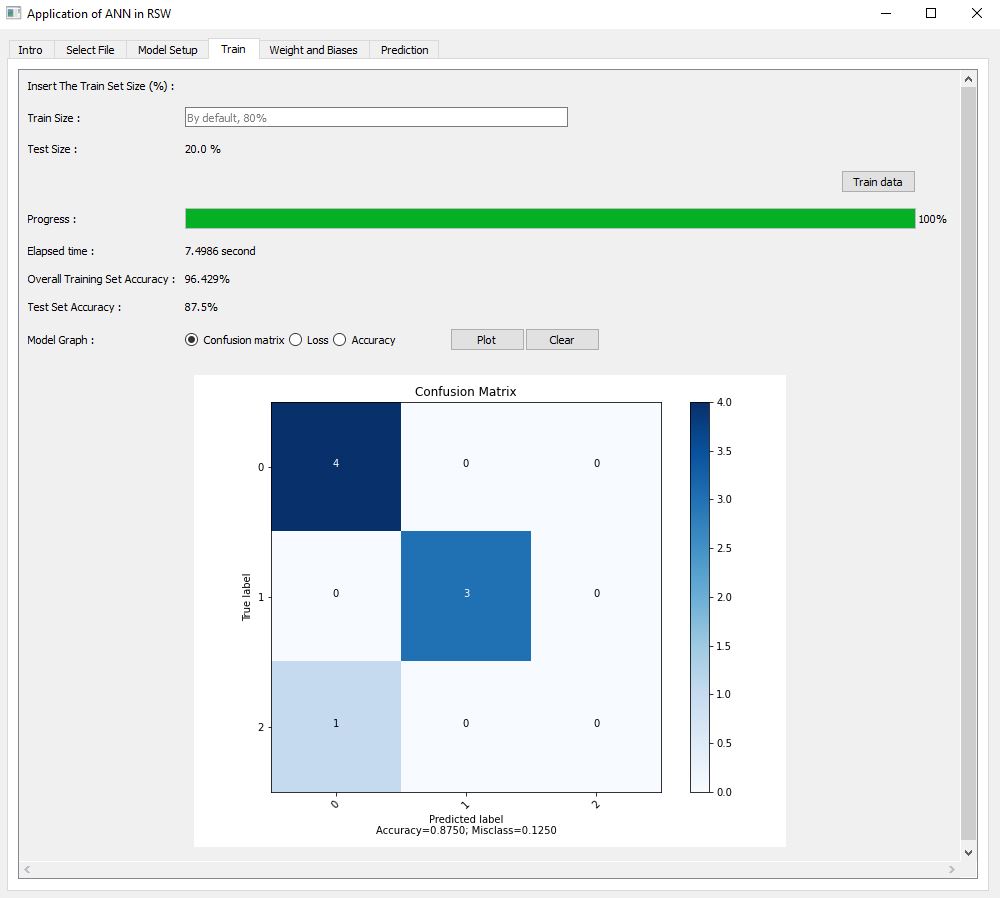 Application of ANN in RSW
Intro Select File Model Setup Train Weight and Biases Prediction
Insert The Train Set Size (%) :
Train Size : By default, 80%
Test Size : 20.0 %
Train data
Progress : 100%
Elapsed time : 7.4986 second
Overall Training Set Accuracy : 96.429%
Test Set Accuracy : 87.5%
Model Graph : Confusion matrix Loss Accuracy Plot Clear
Confusion Matrix
4.0
3.5
3.0
2.5
2.0
1.5
1.0
0.5
0.0
True label
0 4 0 0
1 0 3 0
2 1 0 0
0 1 2
Predicted label
Accuracy=0.8750; Misclass=0.1250